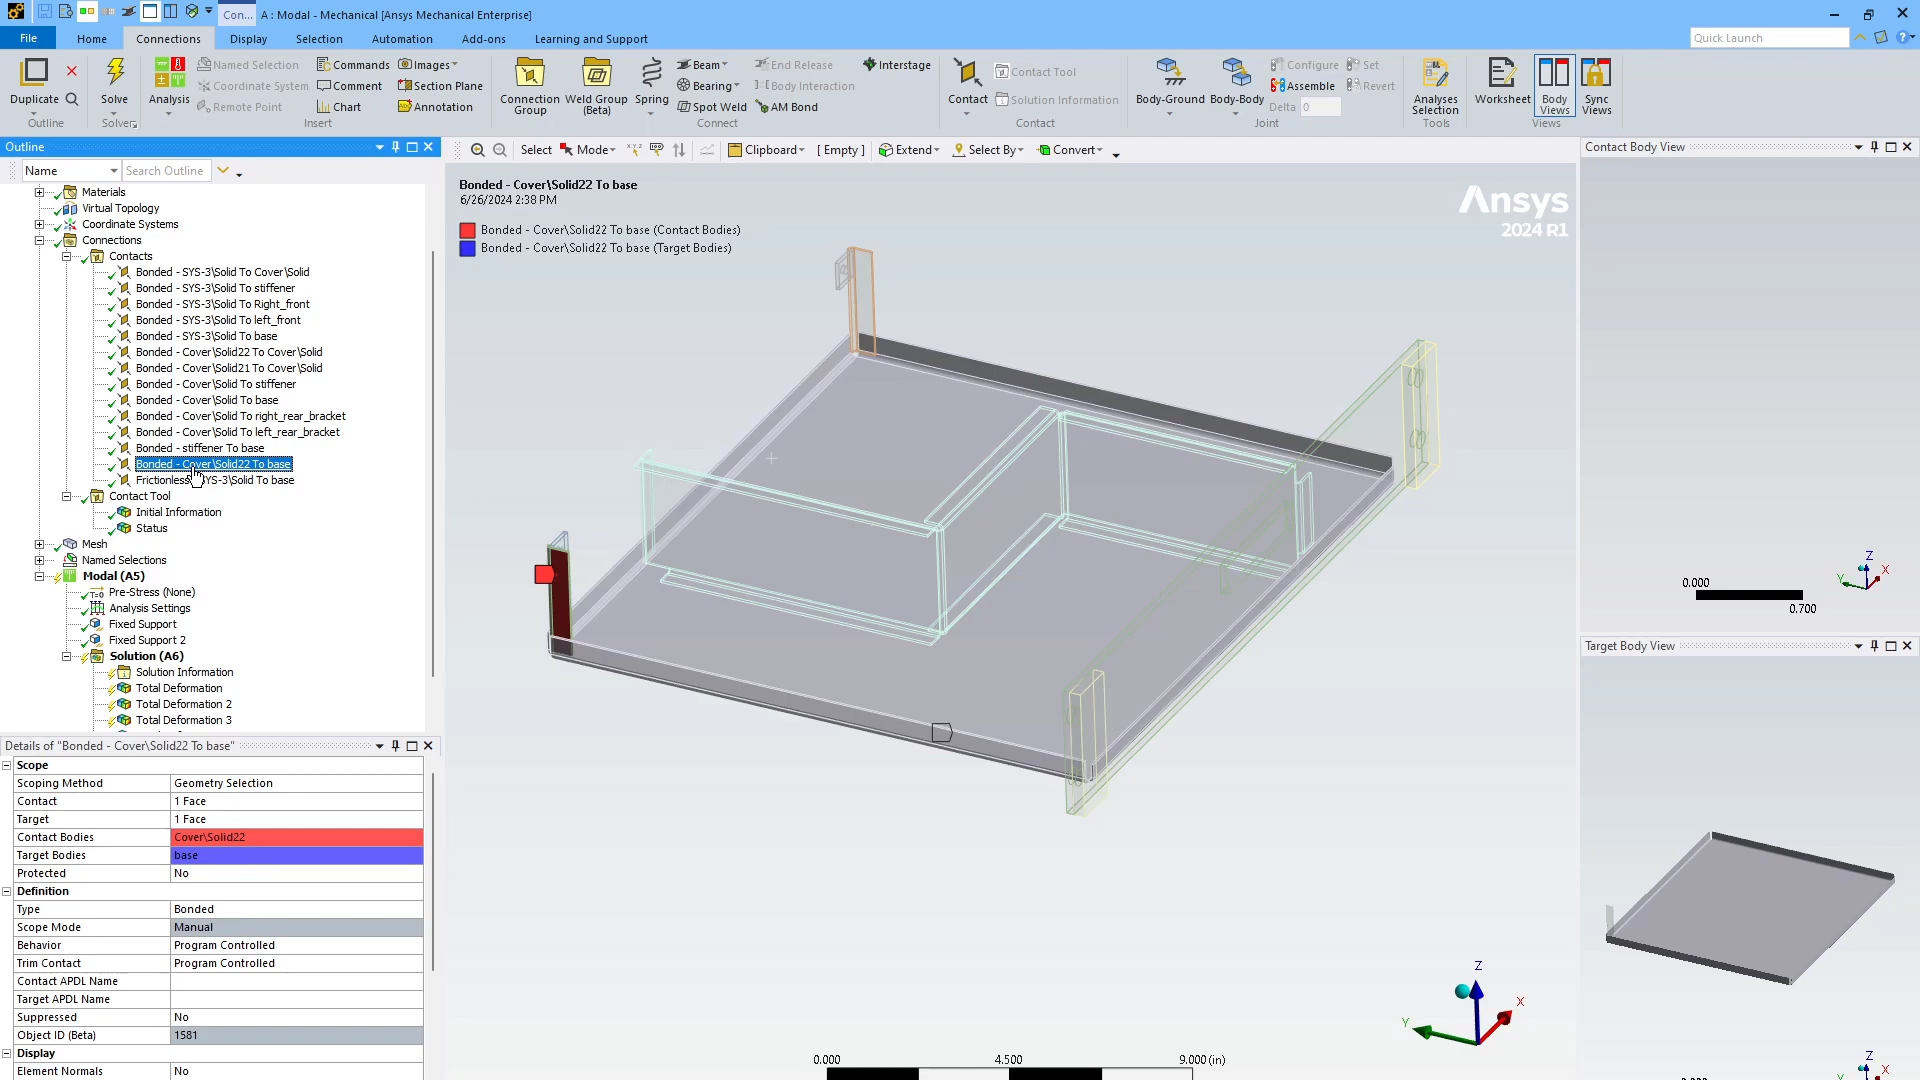 Con...
A : Modal - Mechanical [Ansys Mechanical Enterprise]
File
Home
Connections
Display
Selection
Automation
Add-ons
Learning and Support
Quick Launch
Duplicate
Outline
Solve
Solver
Analysis
Named Selection
Coordinate System
Remote Point
Commands
Comment
Chart
Images
Section Plane
Annotation
Insert
Connection Group
Weld Group (Beta)
Spring
Beam
Bearing
Spot Weld
End Release
Body Interaction
AM Bond
Interstage
Connect
Contact
Contact Tool
Solution Information
Contact
Body-Ground
Body-Body
Configure
Assemble
Delta 0
Set
Revert
Joint
Analyses Selection
Tools
Worksheet
Body Views
Sync Views
Views
Outline
Name
Search Outline
Materials
Virtual Topology
Coordinate Systems
Connections
Contacts
Bonded - SYS-3\Solid To Cover\Solid
Bonded - SYS-3\Solid To stiffener
Bonded - SYS-3\Solid To Right_front
Bonded - SYS-3\Solid To left_front
Bonded - SYS-3\Solid To base
Bonded - Cover\Solid22 To Cover\Solid
Bonded - Cover\Solid21 To Cover\Solid
Bonded - Cover\Solid To stiffener
Bonded - Cover\Solid To base
Bonded - Cover\Solid To right_rear_bracket
Bonded - Cover\Solid To left_rear_bracket
Bonded - stiffener To base
Bonded - Cover\Solid22 To base
Frictionless YS-3\Solid To base
Contact Tool
Initial Information
Status
Mesh
Named Selections
Modal (A5)
Pre-Stress (None)
Analysis Settings
Fixed Support
Fixed Support 2
Solution (A6)
Solution Information
Total Deformation
Total Deformation 2
Total Deformation 3
Details of "Bonded - Cover\Solid22 To base"
Scope
Scoping Method Geometry Selection
Contact 1 Face
Target 1 Face
Contact Bodies Cover\Solid22
Target Bodies base
Protected No
Definition
Type Bonded
Scope Mode Manual
Behavior Program Controlled
Trim Contact Program Controlled
Contact APDL Name
Target APDL Name
Suppressed No
Object ID (Beta) 1581
Display
Element Normals No
Select
Mode
Clipboard
[ Empty ]
Extend
Select By
Convert
Bonded - Cover\Solid22 To base
6/26/2024 2:38 PM
Bonded - Cover\Solid22 To base (Contact Bodies)
Bonded - Cover\Solid22 To base (Target Bodies)
Ansys
2024 R1
Z
X
Y
0.000
4.500
9.000 (in)
Contact Body View
0.000
0.700
Z
X
Y
Target Body View
Z
X